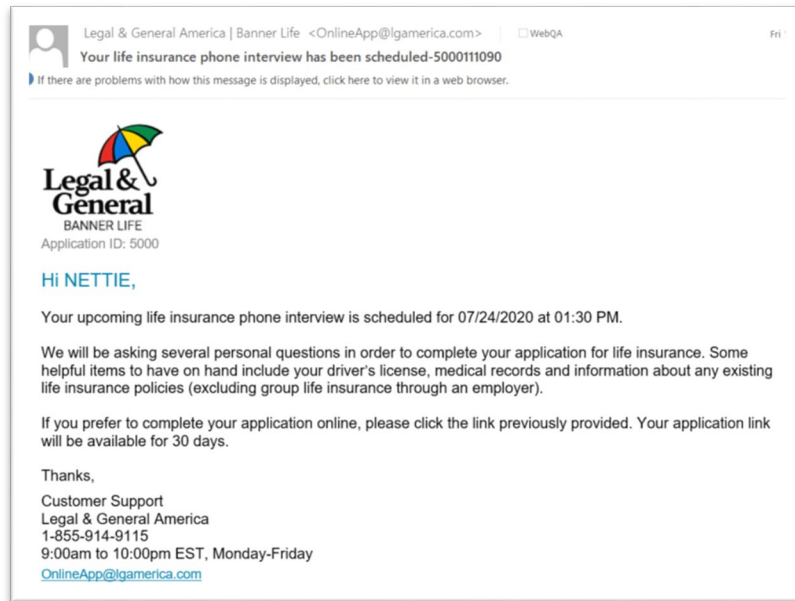 Legal & General America | Banner Life <OnlineApp@lgamerica.com>
WebQA
Fri
Your life insurance phone interview has been scheduled-5000111090
If there are problems with how this message is displayed, click here to view it in a web browser.
Legal &
General
BANNER LIFE
Application ID: 5000
Hi NETTIE,
Your upcoming life insurance phone interview is scheduled for 07/24/2020 at 01:30 PM.
We will be asking several personal questions in order to complete your application for life insurance. Some
helpful items to have on hand include your driver's license, medical records and information about any existing
life insurance policies (excluding group life insurance through an employer).
If you prefer to complete your application online, please click the link previously provided. Your application link
will be available for 30 days.
Thanks,
Customer Support
Legal & General America
1-855-914-9115
9:00am to 10:00pm EST, Monday-Friday
OnlineApp@lgamerica.com